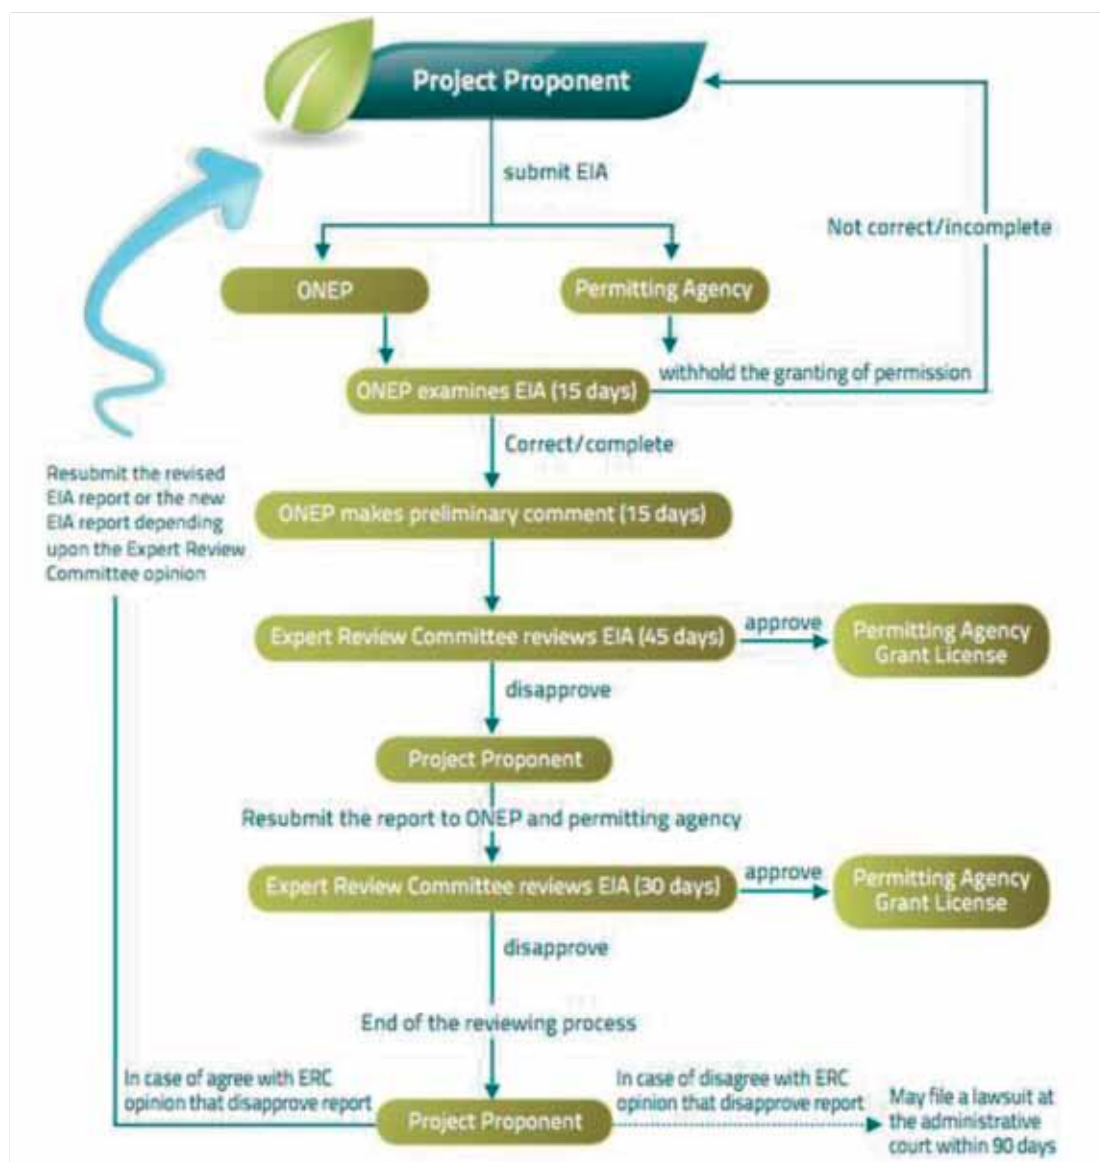 Project Proponent
submit EIA
Not correct/incomplete
ONEP
Permitting Agency
withhold the granting of permission
ONEP examines EIA (15 days)
Correct/complete
Resubmit the revised
EIA report or the new
EIA report depending
upon the Expert Review
Committee opinion
ONEP makes preliminary comment (15 days)
Expert Review Committee reviews EIA (45 days)
approve
Permitting Agency
Grant License
disapprove
Project Proponent
Resubmit the report to ONEP and permitting agency
Expert Review Committee reviews EIA (30 days)
approve
Permitting Agency
Grant License
disapprove
End of the reviewing process
In case of agree with ERC
opinion that disapprove report
Project Proponent
In case of disagree with ERC
opinion that disapprove report
May file a lawsuit at
the administrative
court within 90 days